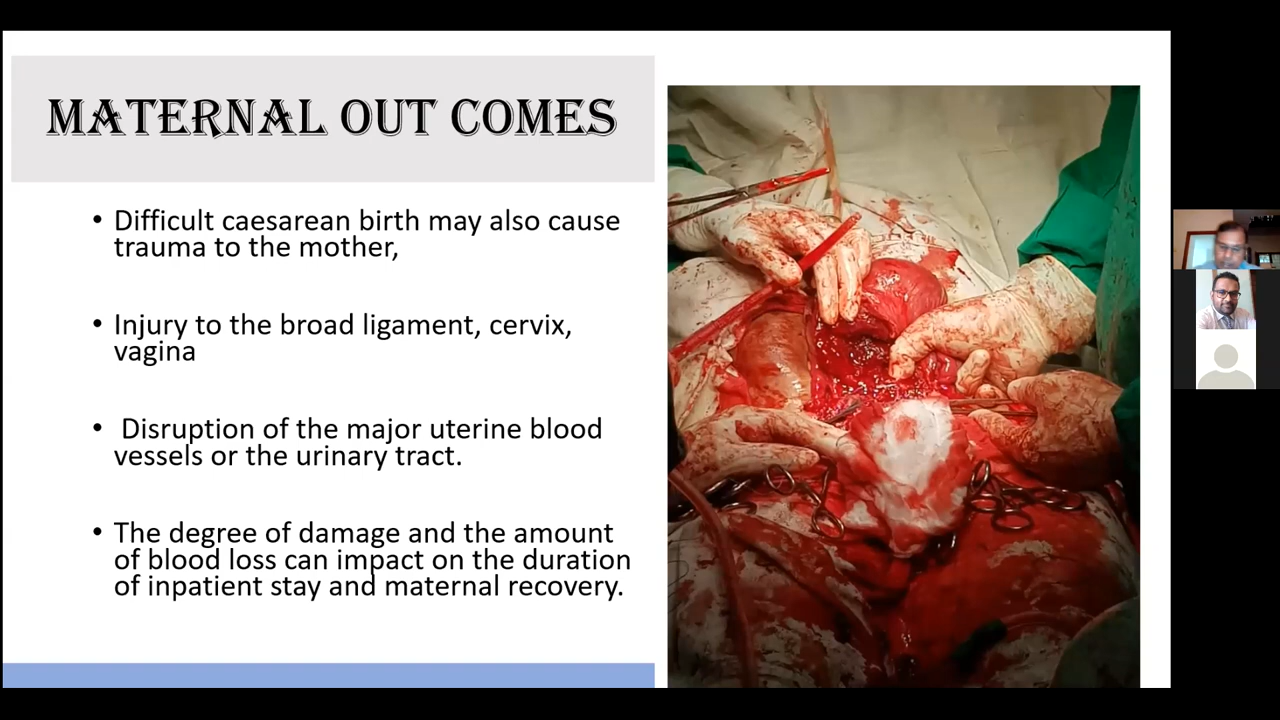 MATERNAL OUT COMES
• Difficult caesarean birth may also cause
trauma to the mother,
• Injury to the broad ligament, cervix,
vagina
• Disruption of the major uterine blood
vessels or the urinary tract.
• The degree of damage and the amount
of blood loss can impact on the duration
of inpatient stay and maternal recovery.